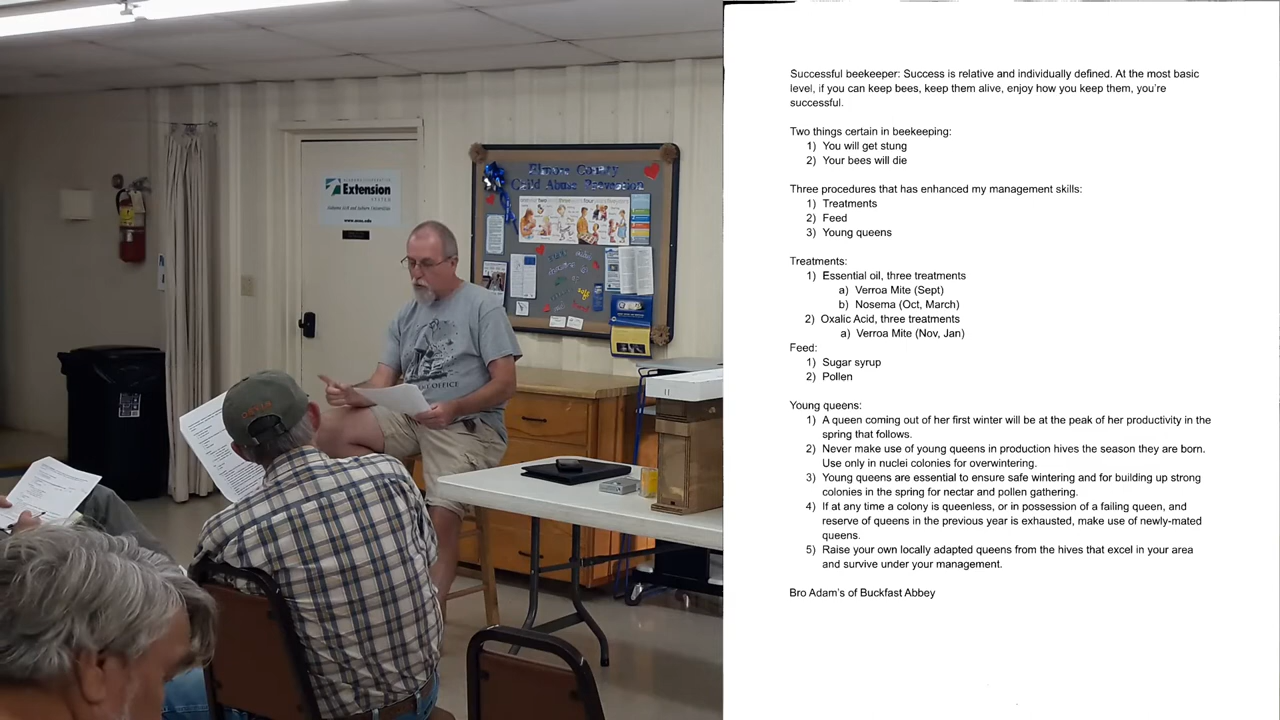 Extension
www.aces.edu
Elmore County
Child Abuse Prevention
OFFICE
Successful beekeeper: Success is relative and individually defined. At the most basic
level, if you can keep bees, keep them alive, enjoy how you keep them, you're
successful.
Two things certain in beekeeping:
1) You will get stung
2) Your bees will die
Three procedures that has enhanced my management skills:
1) Treatments
2) Feed
3) Young queens
Treatments:
1) Essential oil, three treatments
a) Verroa Mite (Sept)
b) Nosema (Oct, March)
2) Oxalic Acid, three treatments
a) Verroa Mite (Nov, Jan)
Feed:
1) Sugar syrup
2) Pollen
Young queens:
1) A queen coming out of her first winter will be at the peak of her productivity in the
spring that follows.
2) Never make use of young queens in production hives the season they are born.
Use only in nuclei colonies for overwintering.
3) Young queens are essential to ensure safe wintering and for building up strong
colonies in the spring for nectar and pollen gathering.
4) If at any time a colony is queenless, or in possession of a failing queen, and
reserve of queens in the previous year is exhausted, make use of newly-mated
queens.
5) Raise your own locally adapted queens from the hives that excel in your area
and survive under your management.
Bro Adam's of Buckfast Abbey